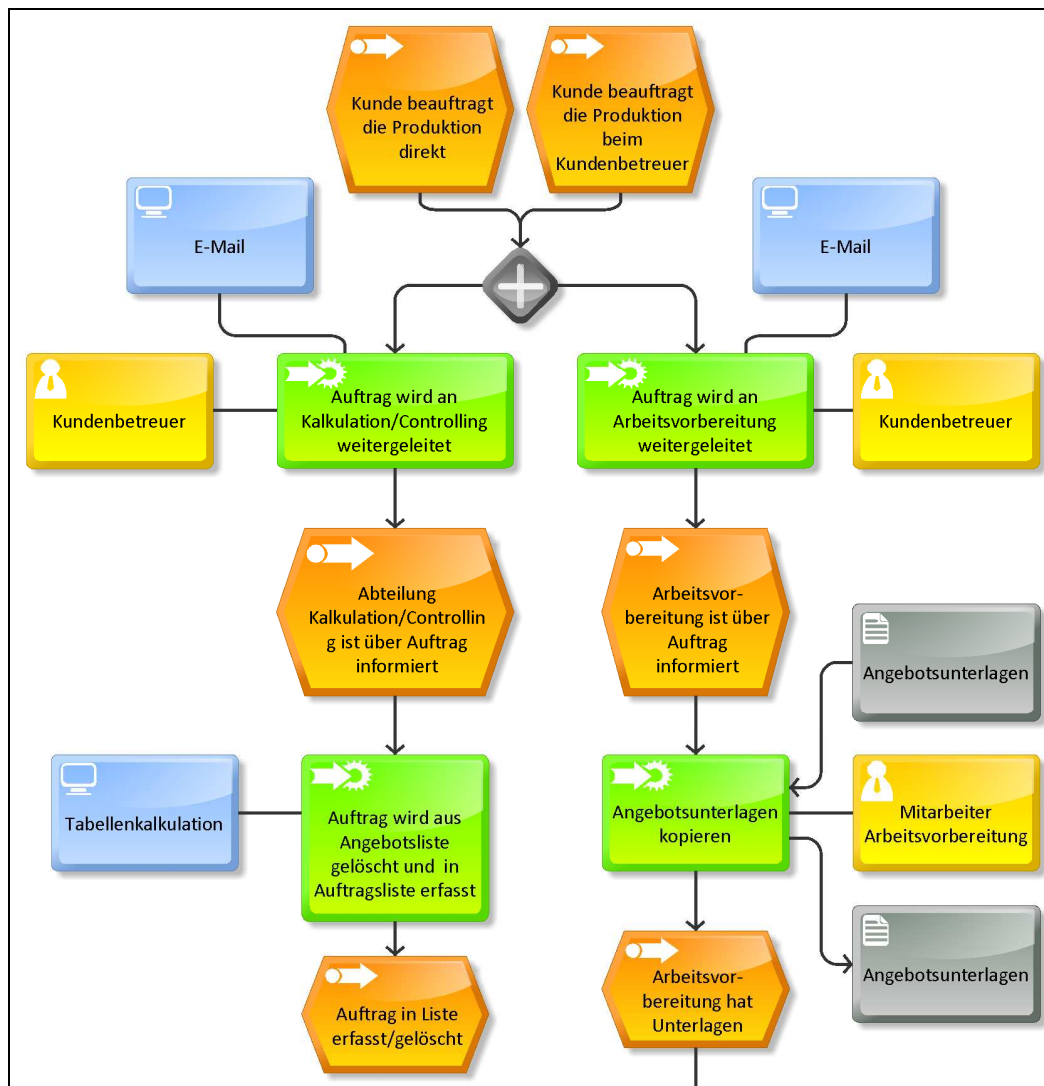 Kunde beauftragt
die Produktion
direkt
Kunde beauftragt
die Produktion
beim
Kundenbetreuer
E-Mail
E-Mail
Kundenbetreuer
Auftrag wird an
Kalkulation/Controlling
weitergeleitet
Auftrag wird an
Arbeitsvorbereitung
weitergeleitet
Kundenbetreuer
Abteilung
Kalkulation/Controllin
g ist über Auftrag
informiert
Arbeitsvor-
bereitung ist über
Auftrag
informiert
Angebotsunterlagen
Tabellenkalkulation
Auftrag wird aus
Angebotsliste
gelöscht und in
Auftragsliste erfasst
Angebotsunterlagen
kopieren
Mitarbeiter
Arbeitsvorbereitung
Angebotsunterlagen
Auftrag in Liste
erfasst/gelöscht
Arbeitsvor-
bereitung hat
Unterlagen